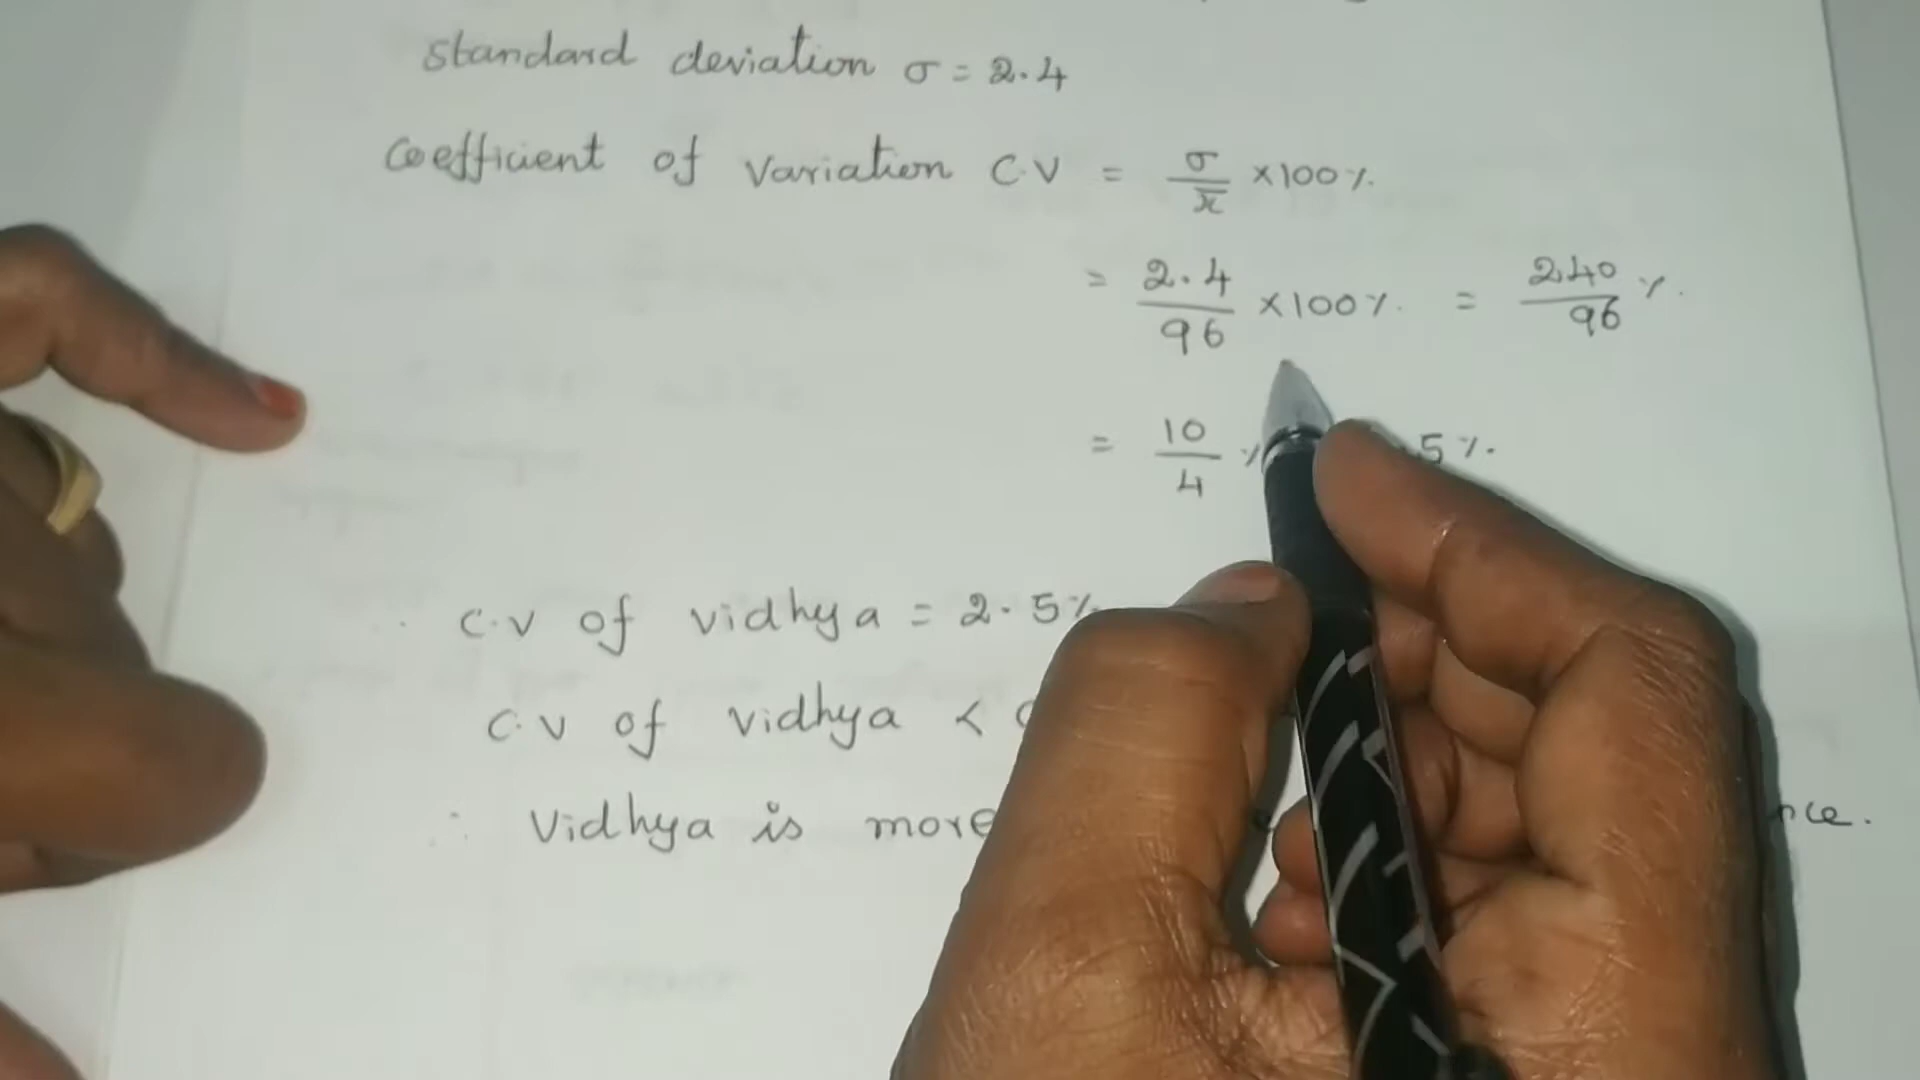 standard deviation σ = 2.4
Coefficient of Variation C.V = σ/x̄ ×100%
= 2.4/96 ×100% = 240/96 %
= 10/4 % .5%
C.V of vidhya = 2.5%
C.V of vidhya <
∴ Vidhya is more